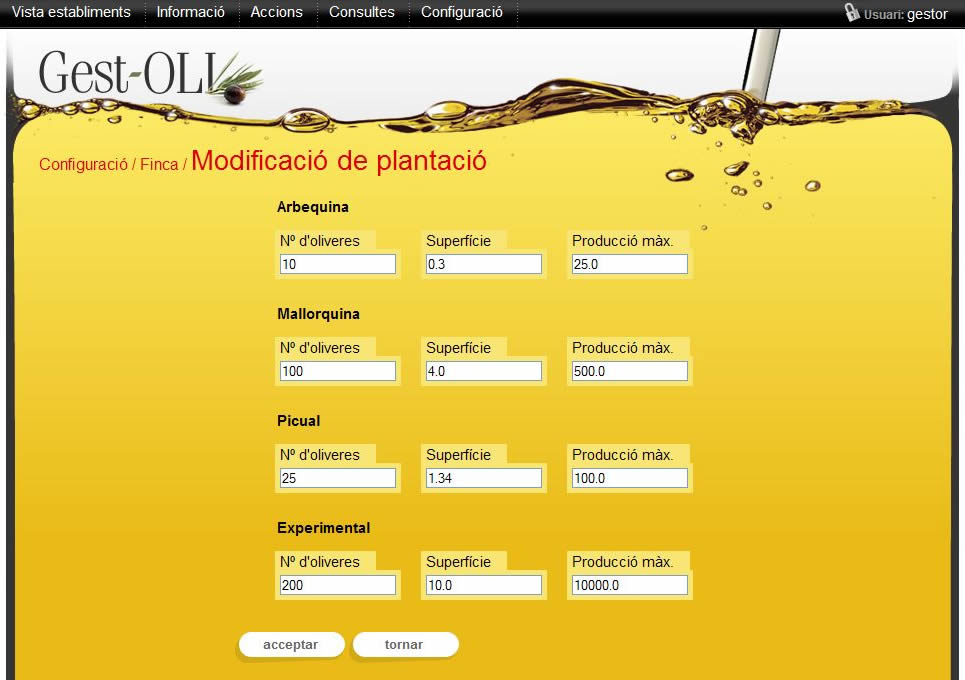 Vista establiments Informació Accions Consultes Configuració Usuari: gestor
Gest-OLI
Configuració / Finca / Modificació de plantació
Arbequina
Nº d'oliveres Superfície Producció màx.
10 0.3 25.0
Mallorquina
Nº d'oliveres Superfície Producció màx.
100 4.0 500.0
Picual
Nº d'oliveres Superfície Producció màx.
25 1.34 100.0
Experimental
Nº d'oliveres Superfície Producció màx.
200 10.0 10000.0
acceptar tornar